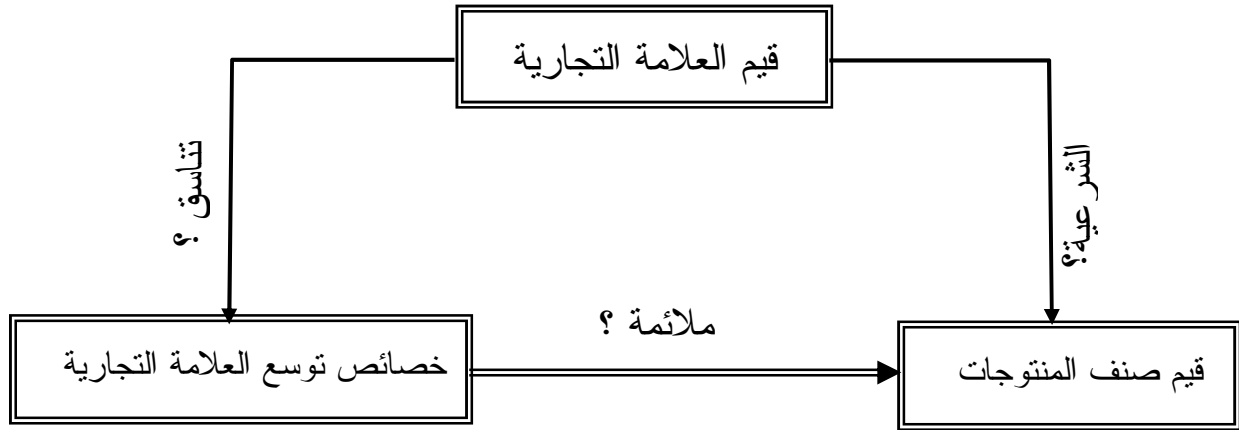 قيم العلامة التجارية
الشرعية؟
تناسق ؟
ملائمة ؟
خصائص توسع العلامة التجارية
قيم صنف المنتوجات